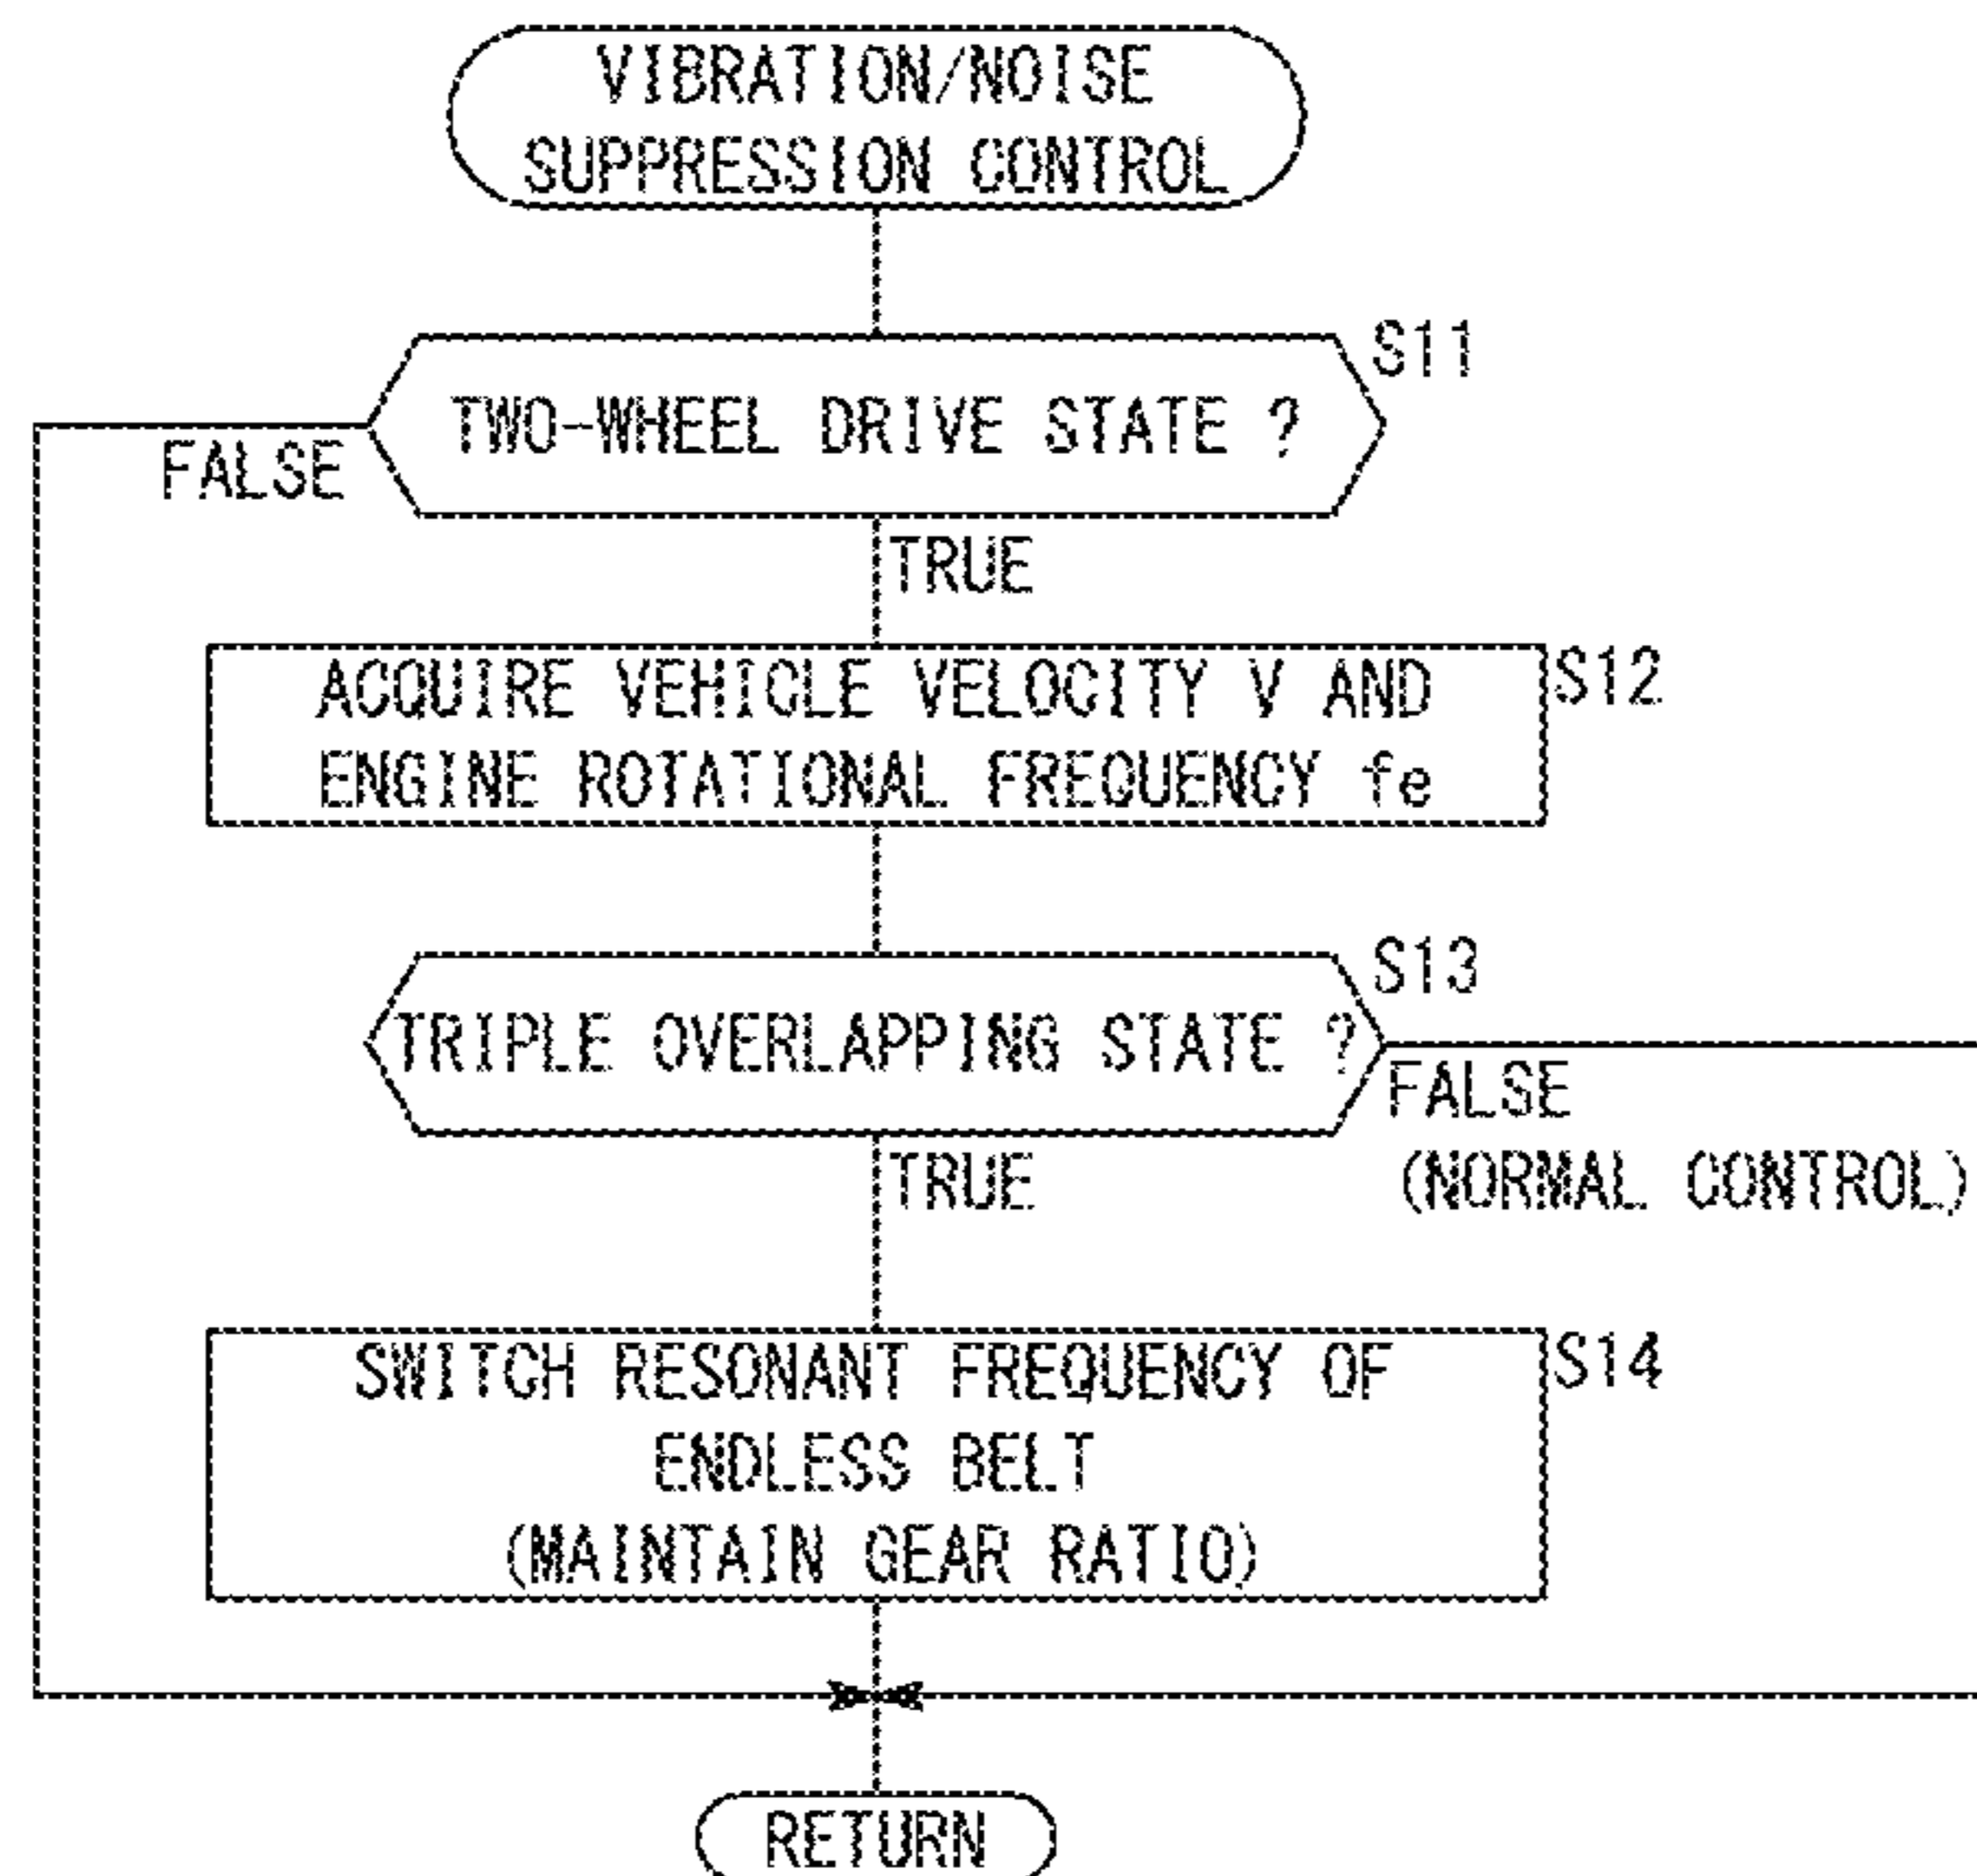 VIBRATION/NOISE
SUPPRESSION CONTROL
S11
TWO-WHEEL DRIVE STATE ?
FALSE
TRUE
S12
ACQUIRE VEHICLE VELOCITY V AND
ENGINE ROTATIONAL FREQUENCY fe
S13
TRIPLE OVERLAPPING STATE ?
FALSE
(NORMAL CONTROL)
TRUE
S14
SWITCH RESONANT FREQUENCY OF
ENDLESS BELT
(MAINTAIN GEAR RATIO)
RETURN